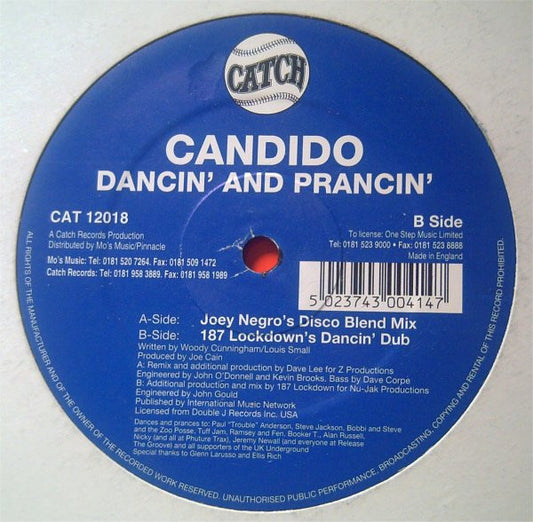 CATCH
CANDIDO
DANCIN' AND PRANCIN'
CAT 12018
A Catch Records Production
Distributed by Mo's Music/Pinnacle
Mo's Music: Tel: 0181 520 7264. Fax: 0181 509 1472
Catch Records: Tel: 0181 958 3889. Fax: 0181 958 1989
B Side
To license: One Step Music Limited
Tel: 0181 523 9000 • Fax: 0181 523 8888
Made in England
5 023743 004147
A-Side: Joey Negro's Disco Blend Mix
B-Side: 187 Lockdown's Dancin' Dub
Written by Woody Cunningham/Louis Small
Produced by Joe Cain
A: Remix and additional production by Dave Lee for Z Productions
Engineered by John O'Donnell and Kevin Brooks. Bass by Dave Corpe
B: Additional production and mix by 187 Lockdown for Nu-Jak Productions
Engineered by John Gould
Published by International Music Network
Licensed from Double J Records Inc. USA
Dances and prances to: Paul "Trouble" Anderson, Steve Jackson, Bobbi and Steve
and the Zoo Posse, Tuff Jam, Ramsey and Fen, Booker T., Alan Russell,
Nicky (and all at Phuture Trax), Jeremy Newall (and everyone at Release
The Groove) and all supporters of the UK Underground
Special thanks to Glenn Larusso and Ellis Rich
ALL RIGHTS OF THE MANUFACTURER AND OF THE OWNER OF THE RECORDED WORK RESERVED. UNAUTHORISED PUBLIC PERFORMANCE, BROADCASTING, COPYING AND RENTAL OF THIS RECORD PROHIBITED.